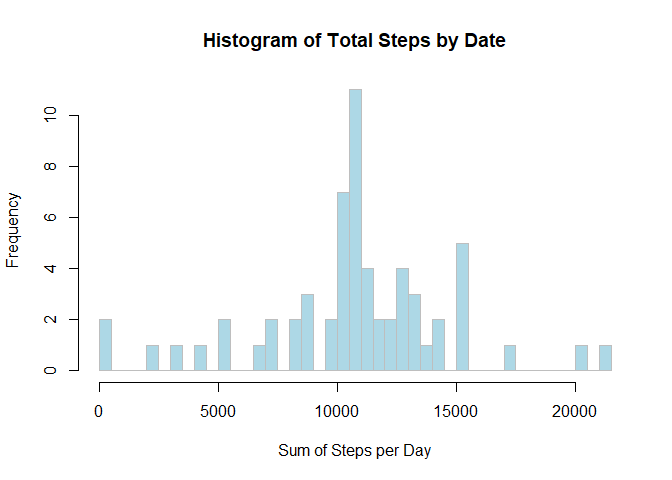 Histogram of Total Steps by Date
Frequency
10
8
6
4
2
0
0 5000 10000 15000 20000
Sum of Steps per Day